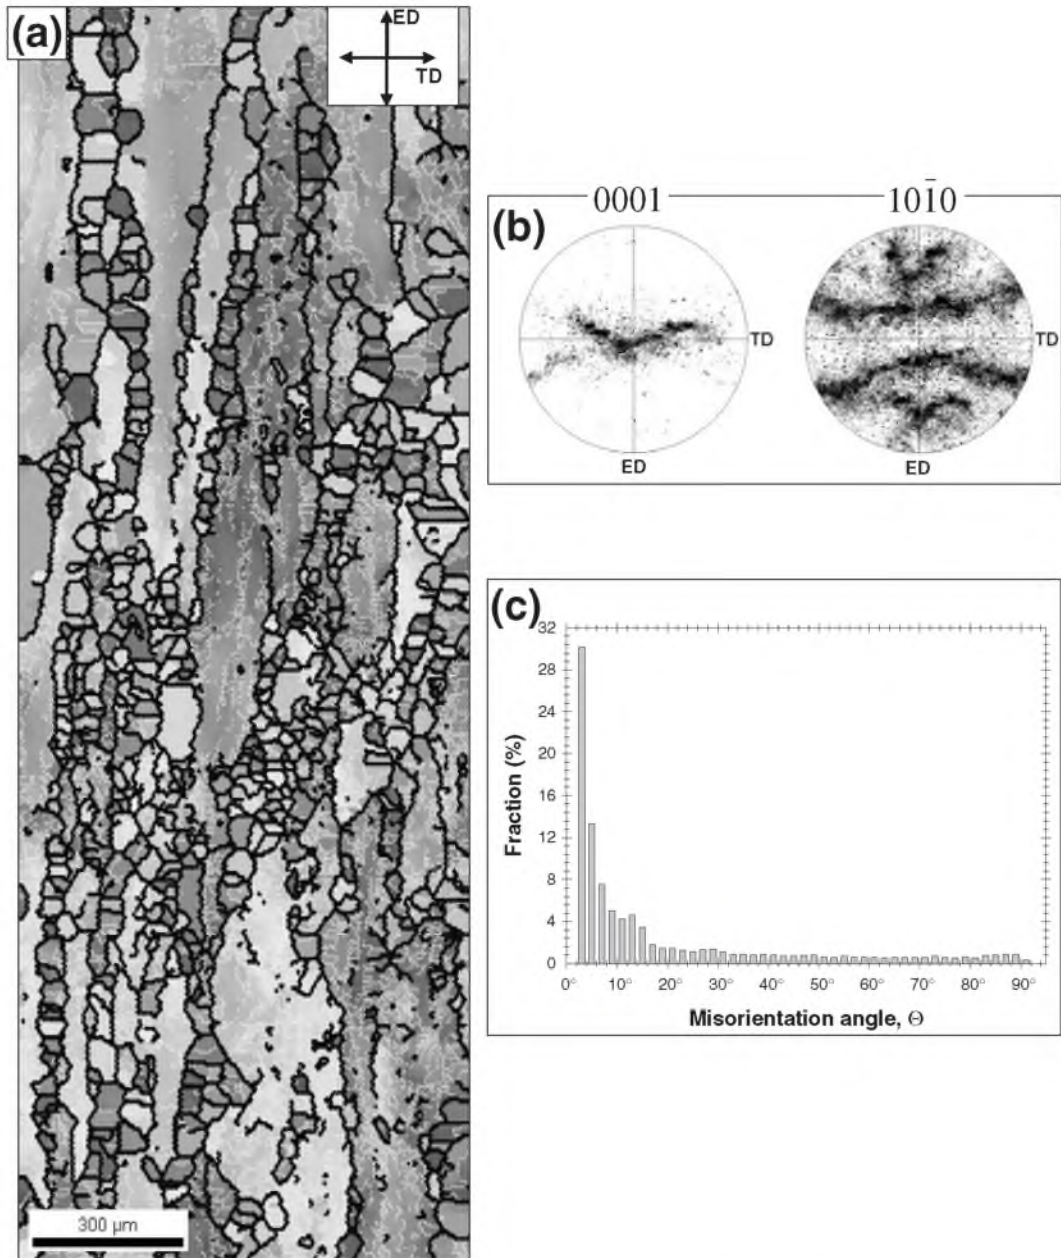 (a)
ED
TD
300 μm
(b)
0001
101̄0
TD
TD
ED
ED
(c)
32
28
24
20
16
12
8
4
0
Fraction (%)
0° 10° 20° 30° 40° 50° 60° 70° 80° 90°
Misorientation angle, Θ